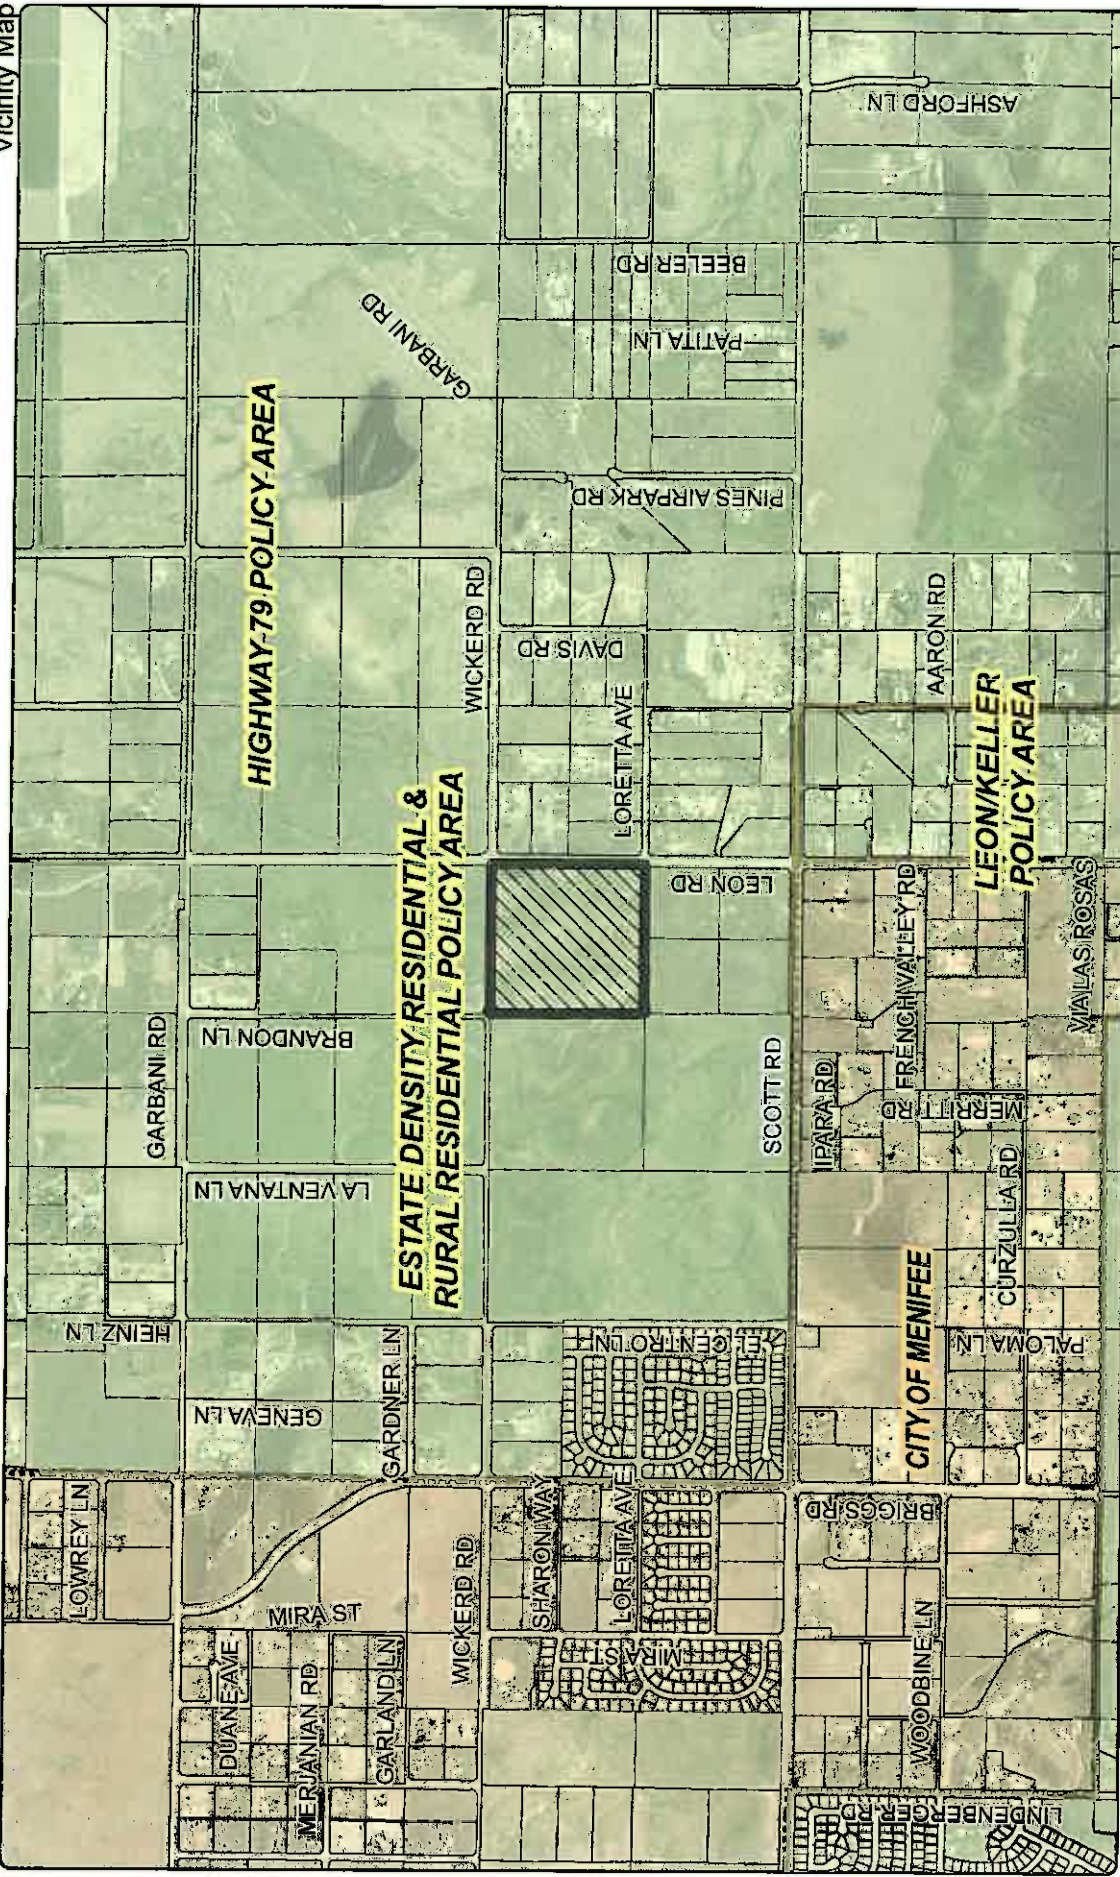 Vicinity Map
LOWREY LN
HEINZ LN
GARBANI RD
DUANE AVE
MIRA ST
GENEVA LN
LA VENTANA LN
BRANDON LN
HIGHWAY 79 POLICY AREA
MERJANIAN RD
GARLAND LN
GARDNER LN
ESTATE DENSITY RESIDENTIAL &
RURAL RESIDENTIAL POLICY AREA
GARBANI RD
WICKERD RD
WICKERD RD
SHARON WAY
DAVIS RD
PINES AIRPARK RD
PATITA LN
BEELER RD
LORETTA AVE
MIRA ST
EL CENTRO LN
LORETTA AVE
LEON RD
SCOTT RD
IPARA RD
BRIGGS RD
ASHFORD LN
CITY OF MENIFEE
FRENCH VALLEY RD
AARON RD
WOODBINE LN
MERRITT RD
CURZULLA RD
PALOMA LN
LEON/KELLER
POLICY AREA
LINDENBERGER RD
VIA LAS ROSAS